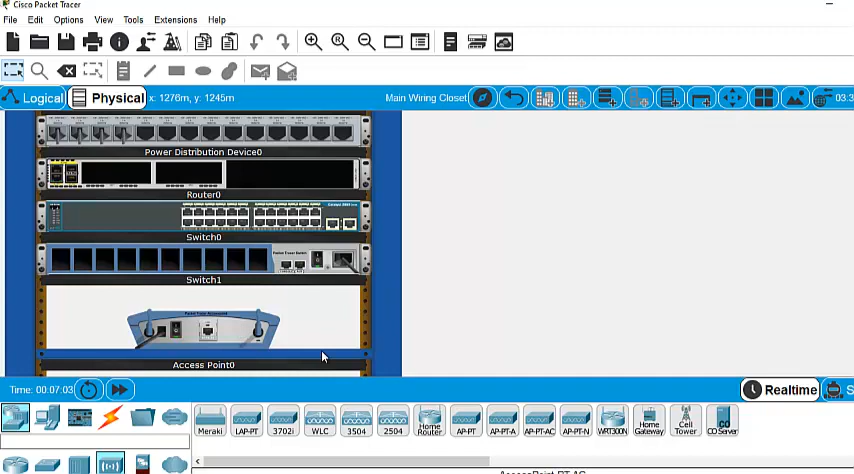 Cisco Packet Tracer
File Edit Options View Tools Extensions Help
Logical Physical x: 1276m, y: 1245m Main Wiring Closet 03:3
Power Distribution Device0
Router0
Switch0
Switch1
Access Point0
Time: 00:07:03 Realtime S
Meraki LAP-PT 3702i WLC 3504 2504 Home Router AP-PT AP-PT-A AP-PT-AC AP-PT-N WRT300N Home Gateway Cell Tower CO Server